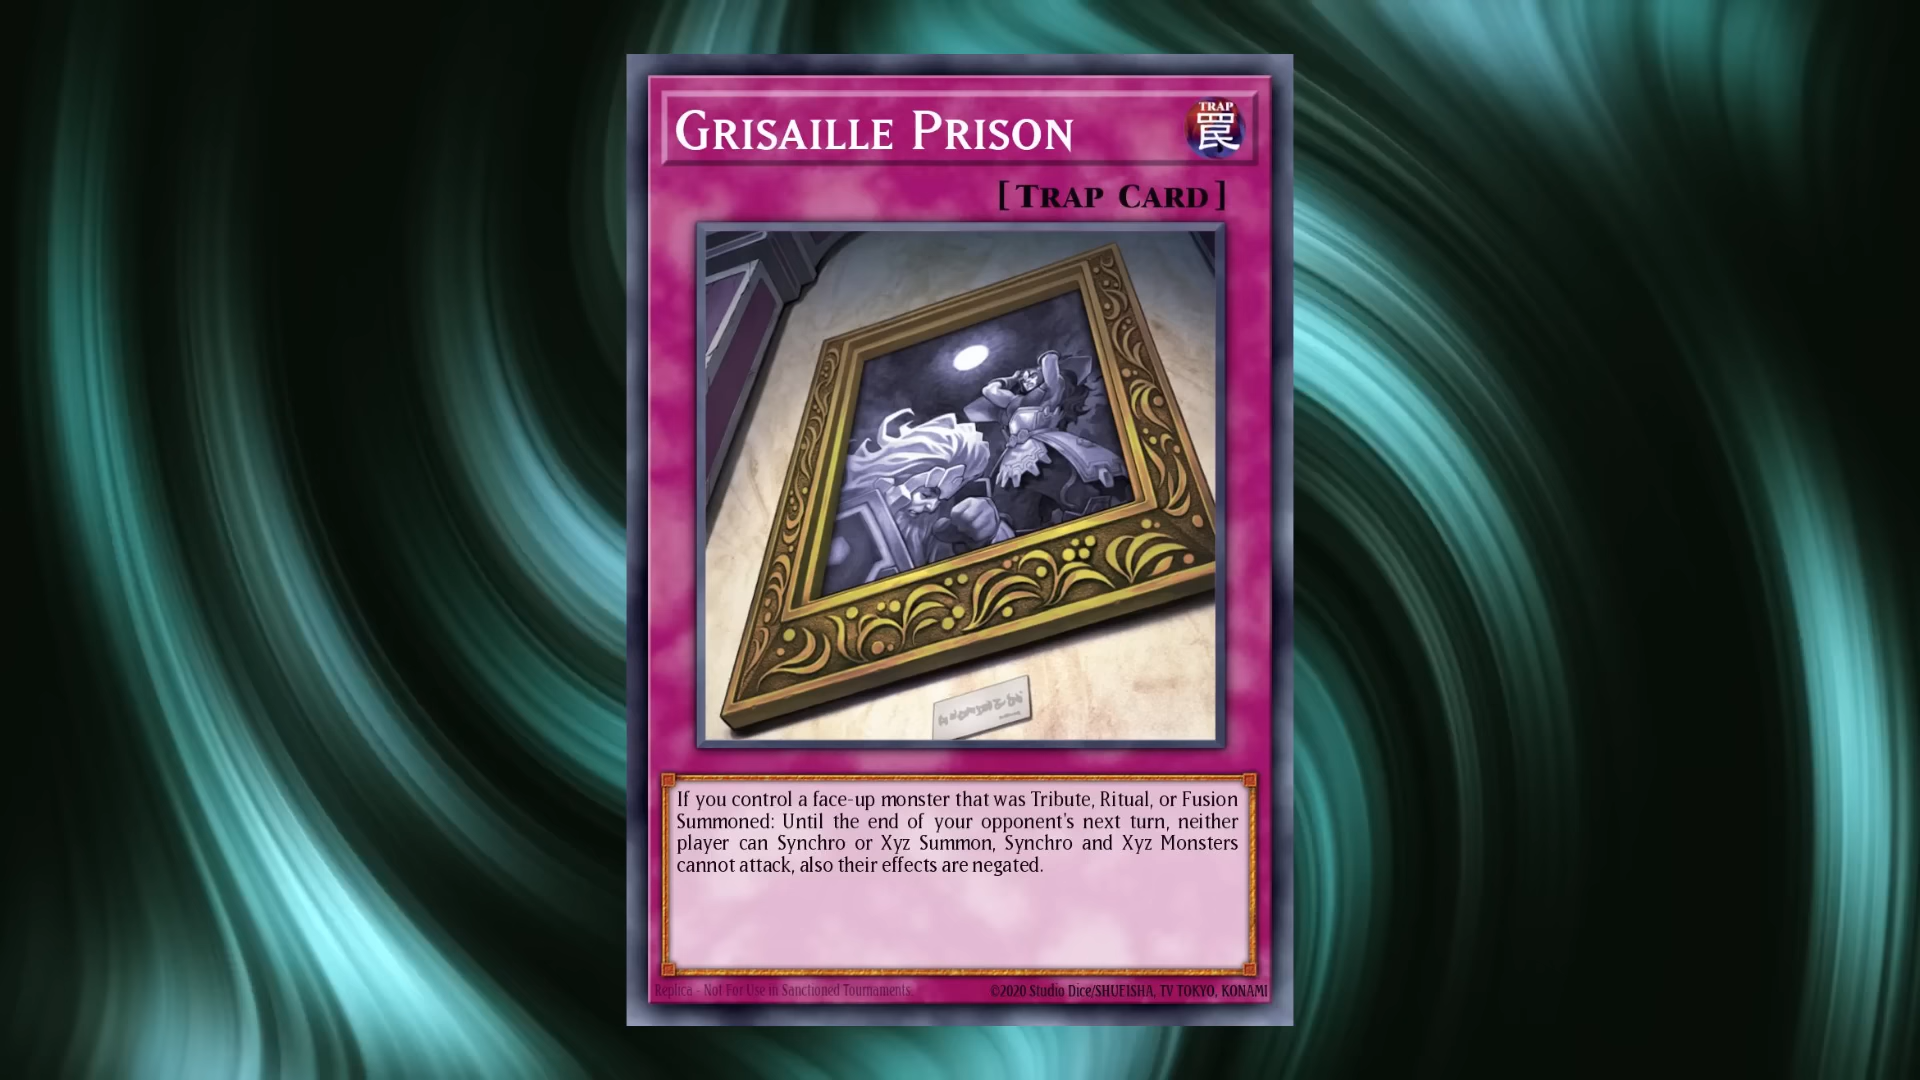 Grisaille Prison
TRAP
罠
[Trap Card]
If you control a face-up monster that was Tribute, Ritual, or Fusion
Summoned: Until the end of your opponent's next turn, neither
player can Synchro or Xyz Summon, Synchro and Xyz Monsters
cannot attack, also their effects are negated.
Replica - Not For Use in Sanctioned Tournaments
©2020 Studio Dice/SHUEISHA, TV TOKYO, KONAMI